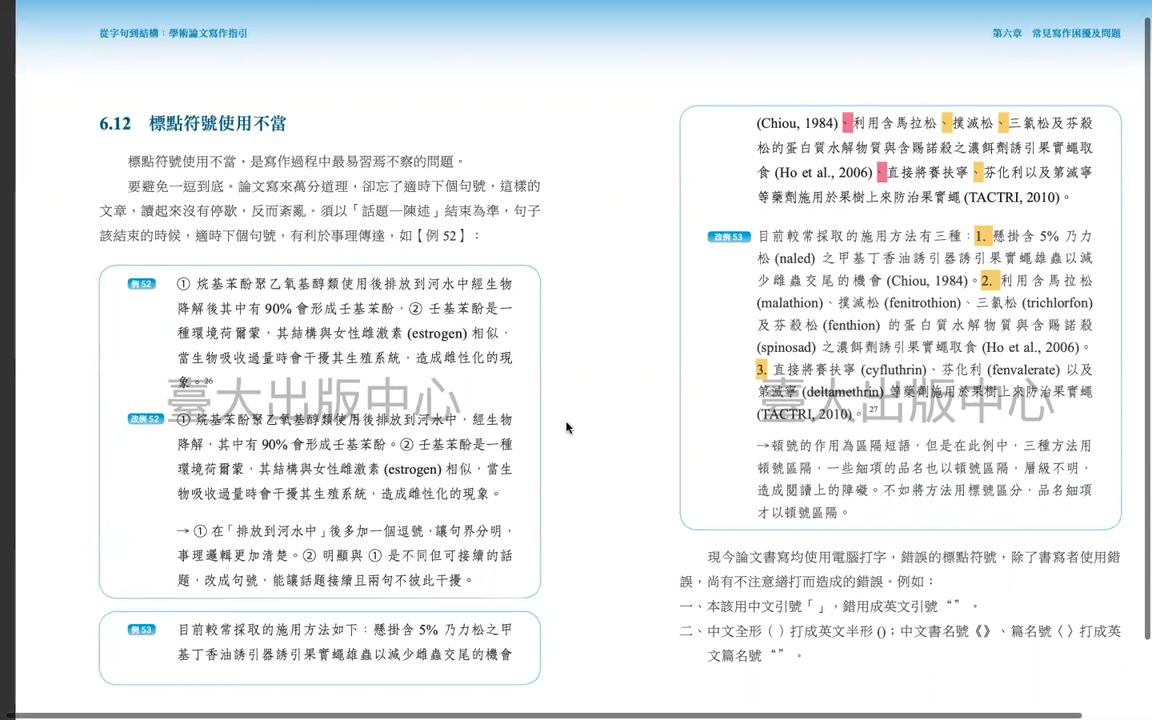 從字句到結構：學術論文寫作指引
6.12 標點符號使用不當
標點符號使用不當，是寫作過程中最易習焉不察的問題。
要避免一逗到底。論文寫來萬分道理，卻忘了適時下個句號，這樣的
文章，讀起來沒有停歇，反而紊亂。須以「話題—陳述」結束為準，句子
該結束的時候，適時下個句號，有利於事理傳達，如【例 52】：
例 52
① 烷基苯酚聚乙氧基醇類使用後排放到河水中經生物
降解後其中有 90% 會形成壬基苯酚，② 壬基苯酚是一
種環境荷爾蒙，其結構與女性雌激素 (estrogen) 相似，
當生物吸收過量時會干擾其生殖系統，造成雌性化的現
象。26
改例 52
① 烷基苯酚聚乙氧基醇類使用後排放到河水中，經生物
降解，其中有 90% 會形成壬基苯酚。② 壬基苯酚是一種
環境荷爾蒙，其結構與女性雌激素 (estrogen) 相似，當生
物吸收過量時會干擾其生殖系統，造成雌性化的現象。
→ ① 在「排放到河水中」後多加一個逗號，讓句界分明，
事理邏輯更加清楚。② 明顯與 ① 是不同但可接續的話
題，改成句號，能讓話題接續且兩句不彼此干擾。
例 53
目前較常採取的施用方法如下：懸掛含 5% 乃力松之甲
基丁香油誘引器誘引果實蠅雄蟲以減少雌蟲交尾的機會
臺大出版中心
第六章 常見寫作困擾及問題
(Chiou, 1984)、利用含馬拉松、撲滅松、三氯松及芬殺
松的蛋白質水解物質與含賜諾殺之濃餌劑誘引果實蠅取
食 (Ho et al., 2006)、直接將賽扶寧、芬化利以及第滅寧
等藥劑施用於果樹上來防治果實蠅 (TACTRI, 2010)。
改例 53
目前較常採取的施用方法有三種：1. 懸掛含 5% 乃力
松 (naled) 之甲基丁香油誘引器誘引果實蠅雄蟲以減
少雌蟲交尾的機會 (Chiou, 1984)。2. 利用含馬拉松
(malathion)、撲滅松 (fenitrothion)、三氯松 (trichlorfon)
及芬殺松 (fenthion) 的蛋白質水解物質與含賜諾殺
(spinosad) 之濃餌劑誘引果實蠅取食 (Ho et al., 2006)。
3. 直接將賽扶寧 (cyfluthrin)、芬化利 (fenvalerate) 以及
第滅寧 (deltamethrin) 等藥劑施用於果樹上來防治果實蠅
(TACTRI, 2010)。27
→頓號的作用為區隔短語，但是在此例中，三種方法用
頓號區隔，一些細項的品名也以頓號區隔，層級不明，
造成閱讀上的障礙。不如將方法用標號區分，品名細項
才以頓號區隔。
臺大出版中心
現今論文書寫均使用電腦打字，錯誤的標點符號，除了書寫者使用錯
誤，尚有不注意繕打而造成的錯誤。例如：
一、本該用中文引號「」，錯用成英文引號 “” 。
二、中文全形（）打成英文半形 ()；中文書名號《》、篇名號〈〉打成英
文篇名號 “” 。